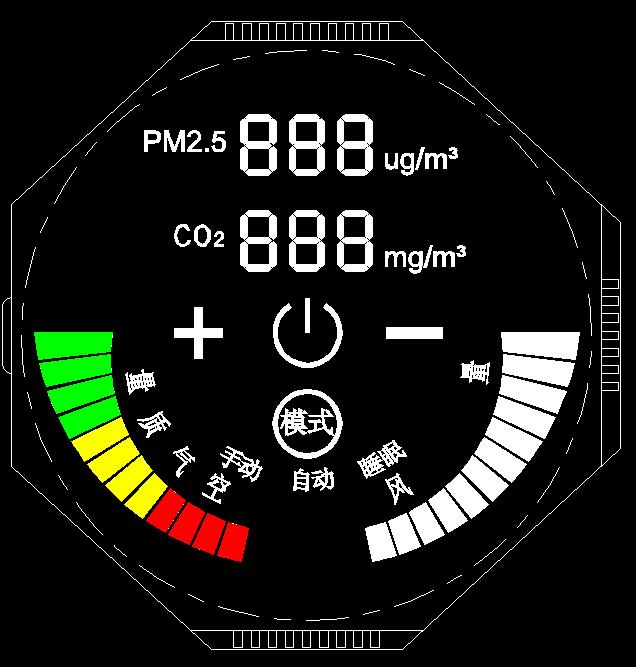 PM2.5 888 ug/m³
CO₂ 888 mg/m³
+ −
模式
手动 自动 睡眠
空气质量
风量